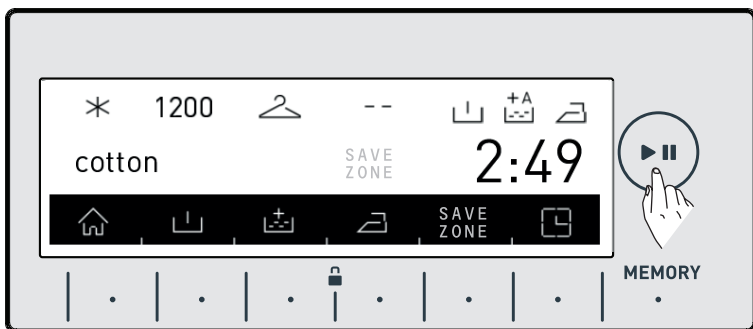 1200 --
+A
cotton SAVE ZONE 2:49
SAVE ZONE
MEMORY